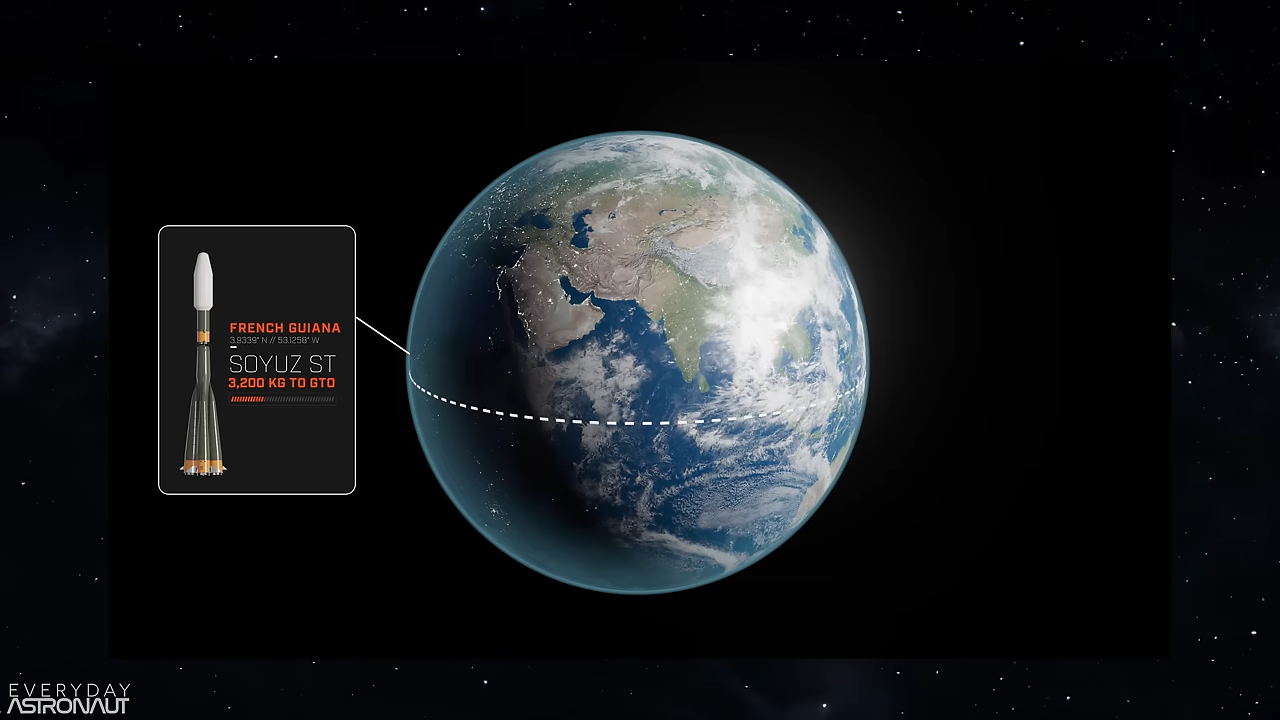 FRENCH GUIANA
3.9339° N // 53.1258° W
SOYUZ ST
3,200 KG TO GTO
EVERYDAY
ASTRONAUT